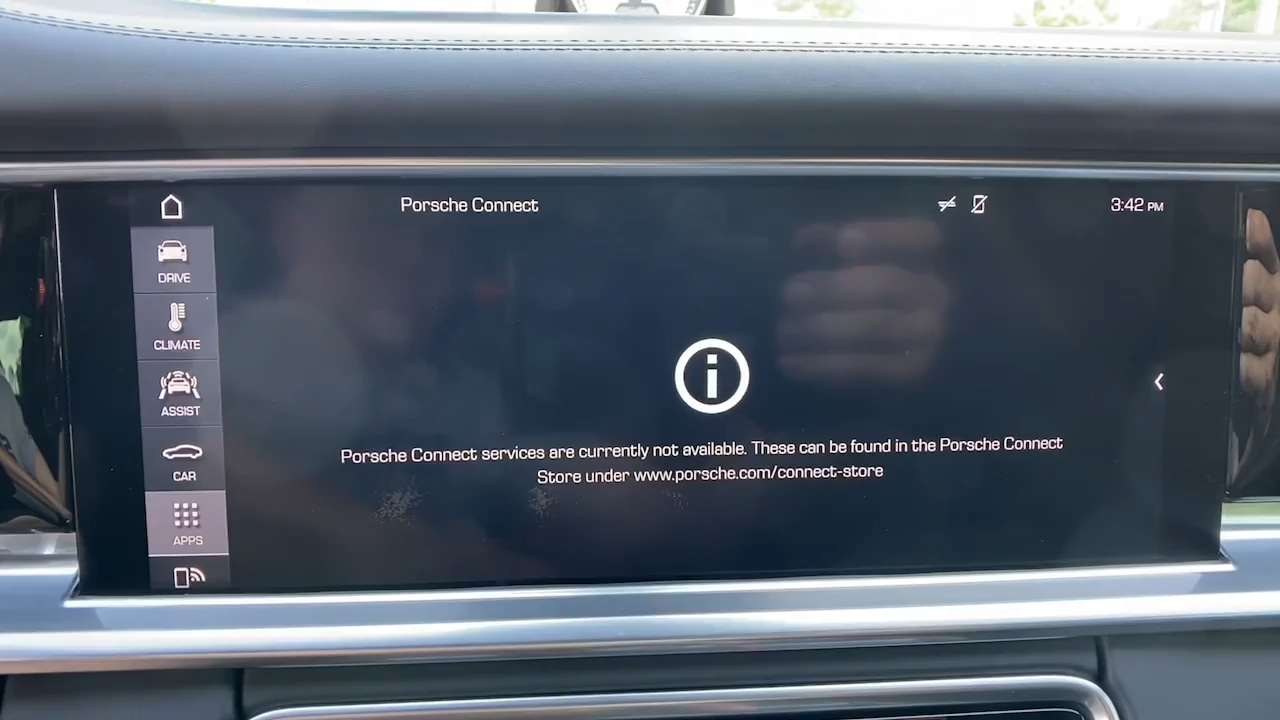 Porsche Connect
3:42 PM
DRIVE
CLIMATE
ASSIST
CAR
APPS
Porsche Connect services are currently not available. These can be found in the Porsche Connect
Store under www.porsche.com/connect-store